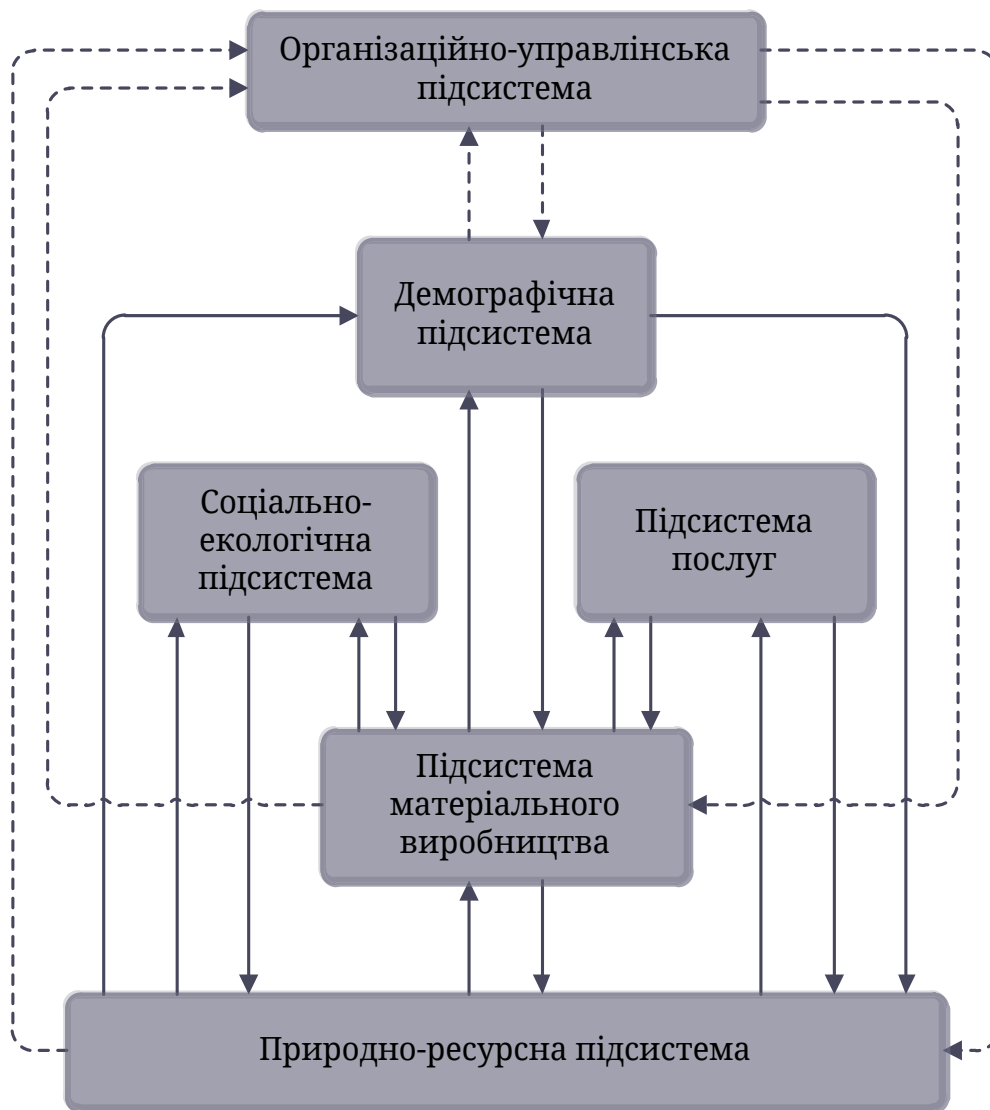 Організаційно-управлінська
підсистема
Демографічна
підсистема
Соціально-
екологічна
підсистема
Підсистема
послуг
Підсистема
матеріального
виробництва
Природно-ресурсна підсистема